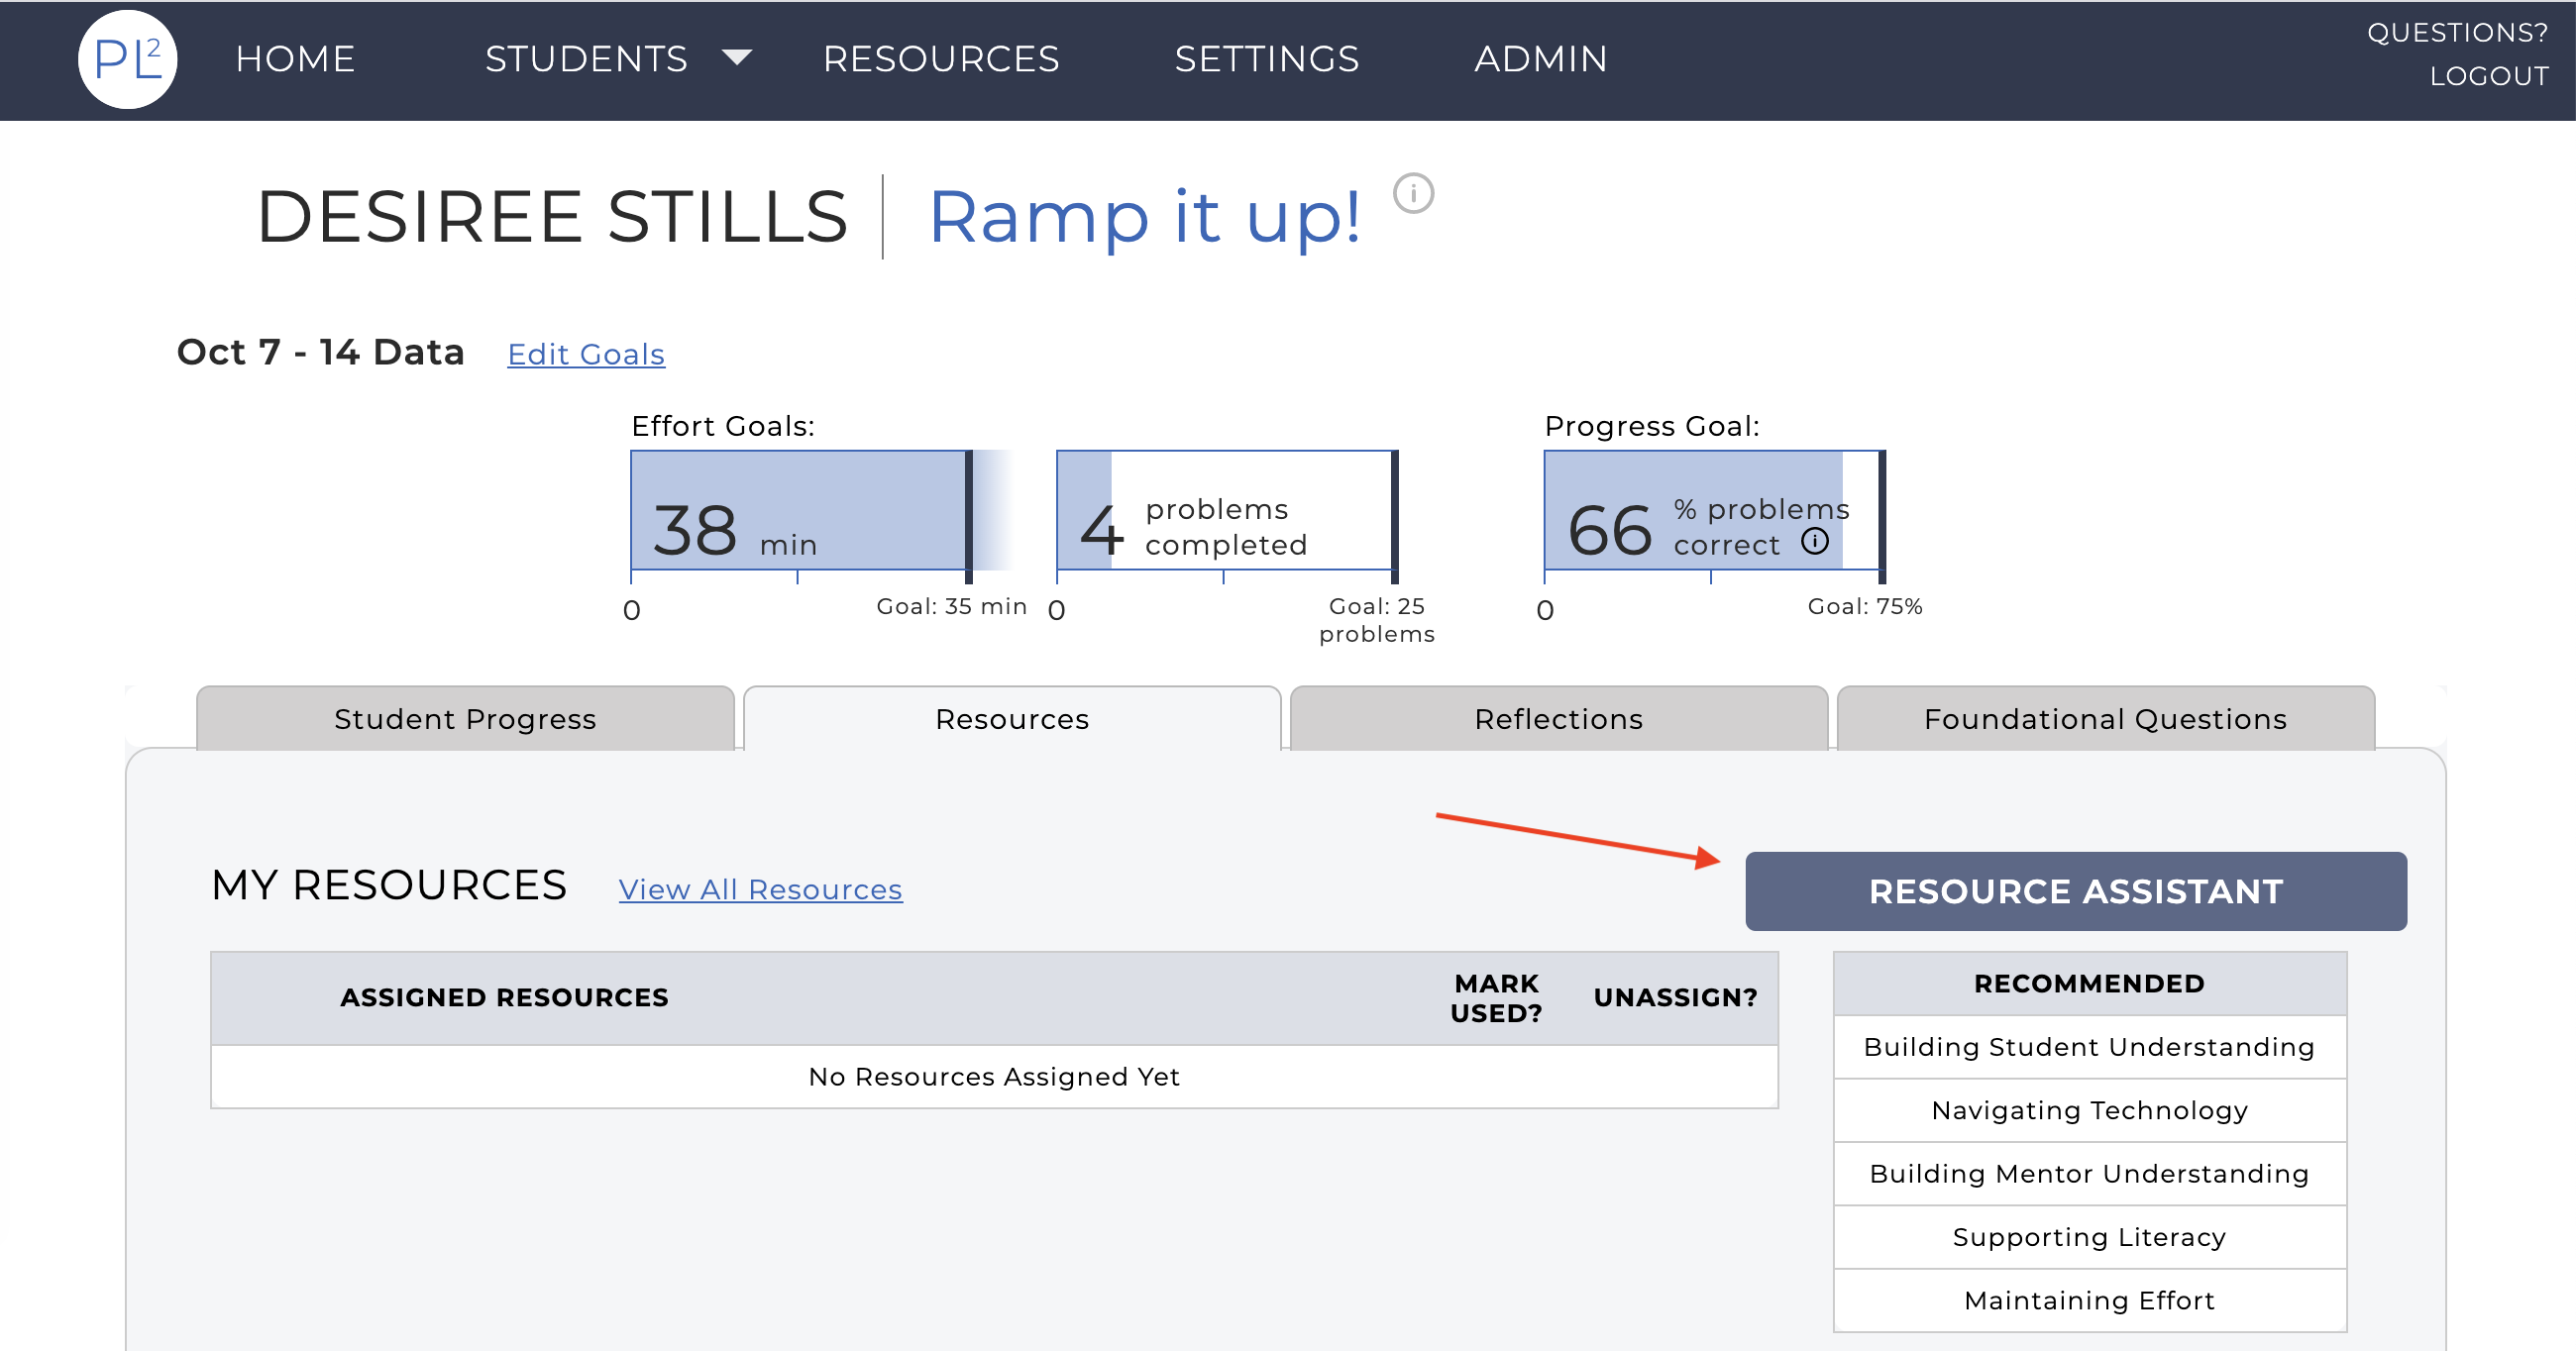 PL2
HOME
STUDENTS
RESOURCES
SETTINGS
ADMIN
QUESTIONS?
LOGOUT
DESIREE STILLS
Ramp it up!
i
Oct 7 - 14 Data
Edit Goals
Effort Goals:
38 min
0
Goal: 35 min
4 problems
completed
0
Goal: 25
problems
Progress Goal:
66 % problems
correct i
0
Goal: 75%
Student Progress
Resources
Reflections
Foundational Questions
MY RESOURCES
View All Resources
RESOURCE ASSISTANT
ASSIGNED RESOURCES
MARK
USED?
UNASSIGN?
No Resources Assigned Yet
RECOMMENDED
Building Student Understanding
Navigating Technology
Building Mentor Understanding
Supporting Literacy
Maintaining Effort